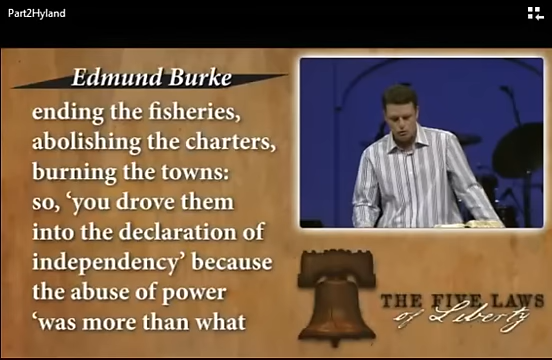 Part2Hyland
Edmund Burke
ending the fisheries,
abolishing the charters,
burning the towns:
so, ‘you drove them
into the declaration of
independency’ because
the abuse of power
‘was more than what
THE FIVE LAWS
of Liberty